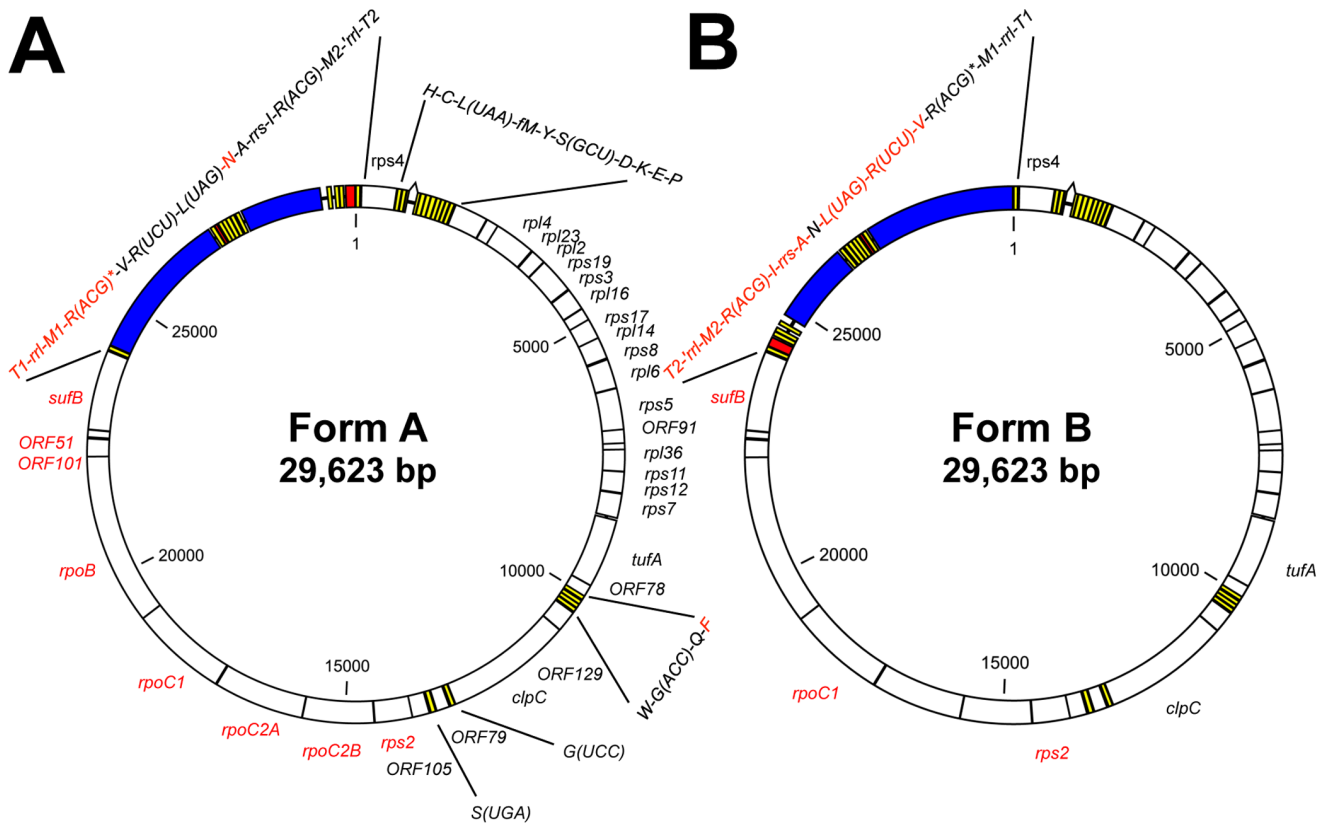 A
T1-rrl-M1-R(ACG)*-V-R(UCU)-L(UAG)-N-A-rrs-I-R(ACG)-M2-'rrl-T2
H-C-L(UAA)-fM-Y-S(GCU)-D-K-E-P
rps4
1
rpl4
rpl23
rpl2
rps19
rps3
rpl16
rps17
rpl14
rps8
rpl6
rps5
ORF91
rpl36
rps11
rps12
rps7
tufA
ORF78
W-G(ACC)-Q-F
ORF129
clpC
G(UCC)
ORF79
S(UGA)
ORF105
rps2
rpoC2B
rpoC2A
rpoC1
rpoB
ORF101
ORF51
sufB
5000
10000
15000
20000
25000
Form A
29,623 bp
B
T2-'rrl-M2-R(ACG)-I-rrs-A-N-L(UAG)-R(UCU)-V-R(ACG)*-M1-rrl-T1
rps4
1
5000
10000
15000
20000
25000
tufA
clpC
rps2
rpoC1
sufB
Form B
29,623 bp